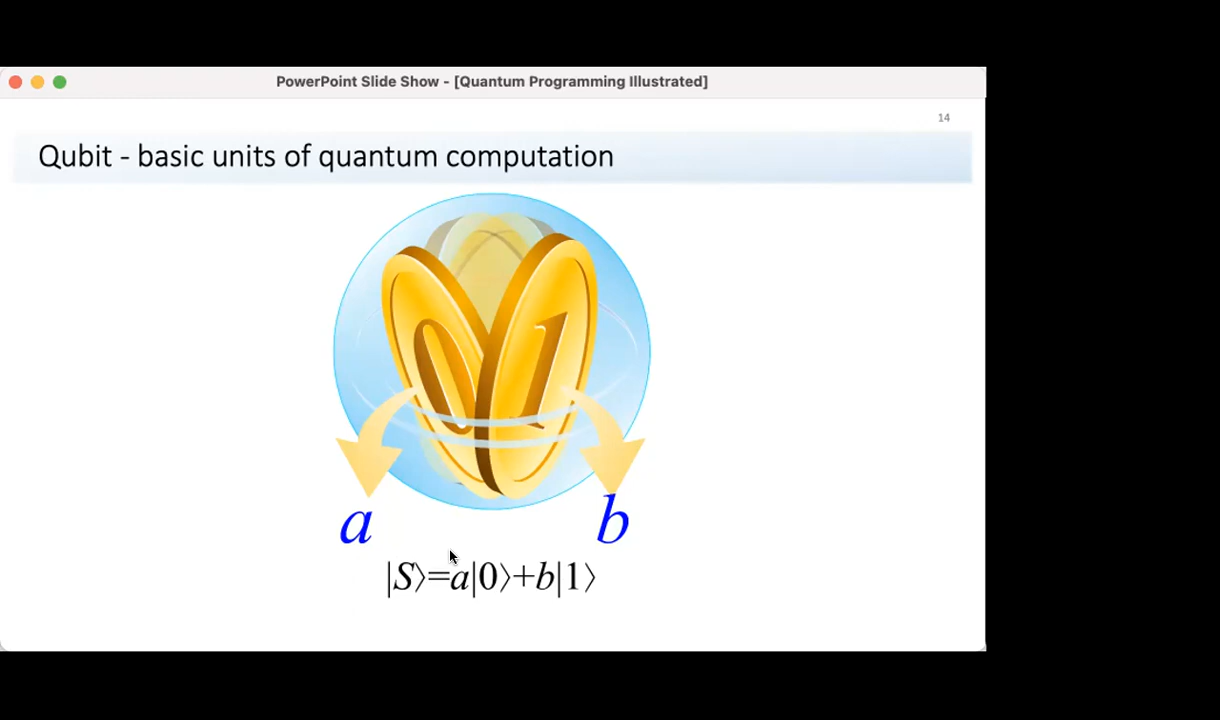 PowerPoint Slide Show - [Quantum Programming Illustrated]
14
Qubit - basic units of quantum computation
0 1
a b
|S⟩=a|0⟩+b|1⟩